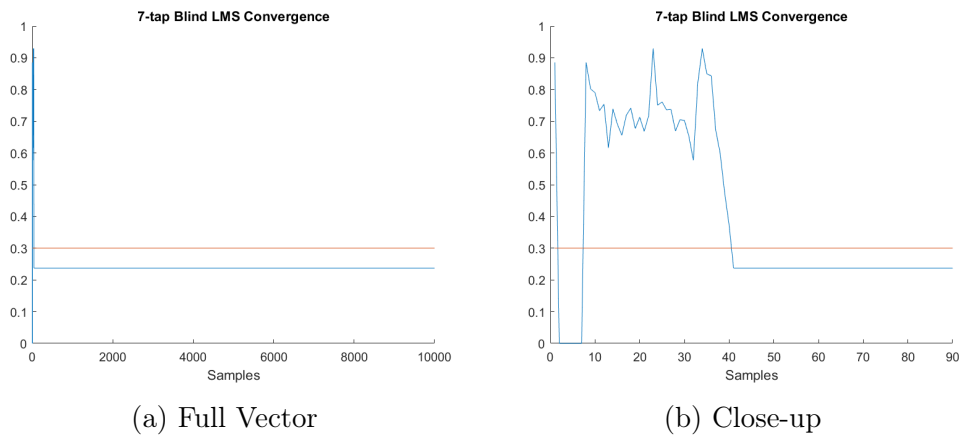 7-tap Blind LMS Convergence
1
0.9
0.8
0.7
0.6
0.5
0.4
0.3
0.2
0.1
0
0 2000 4000 6000 8000 10000
Samples
(a) Full Vector
7-tap Blind LMS Convergence
1
0.9
0.8
0.7
0.6
0.5
0.4
0.3
0.2
0.1
0
0 10 20 30 40 50 60 70 80 90
Samples
(b) Close-up